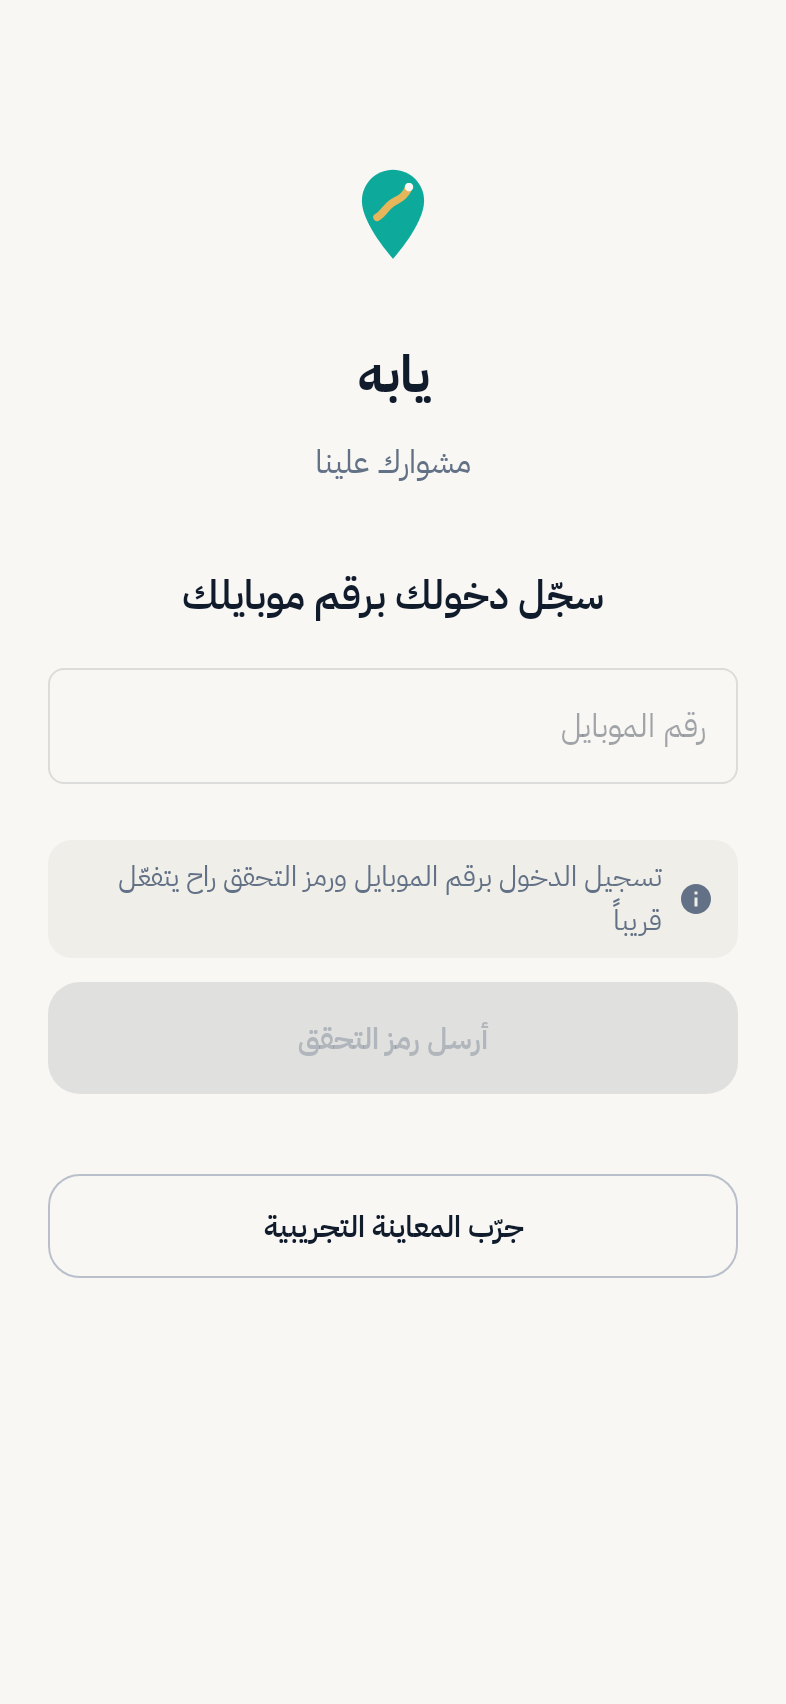 يابه
مشوارك علينا
سجّل دخولك برقم موبايلك
رقم الموبايل
تسجيل الدخول برقم الموبايل ورمز التحقق راح يتفعّل
قريباً
أرسل رمز التحقق
جرّب المعاينة التجريبية